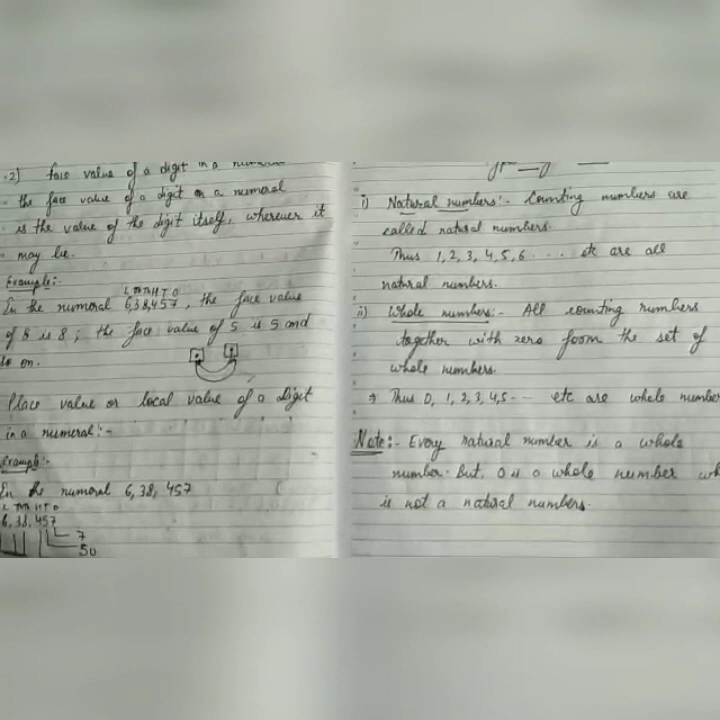 2) face value of a digit in a
the face value of a digit in a numeral
is the value of the digit itself, wherever it
may be.
Example:-
L TTh Th H T O
In the numeral 6,38,457, the face value
of 8 is 8; the face value of 5 is 5 and
so on.
Place value or local value of a digit
in a numeral:-
Example:-
In the numeral 6,38,457
L TTh Th H T O
6,38,457
7
50
i) Natural numbers:- Counting numbers are
called natural numbers.
Thus 1,2,3,4,5,6 .... etc are all
natural numbers.
ii) Whole numbers:- All counting numbers
together with zero form the set of
whole numbers.
⇒ Thus 0,1,2,3,4,5-- etc are whole number
Note:- Every natural number is a whole
number. But, 0 is a whole number wh
is not a natural numbers.